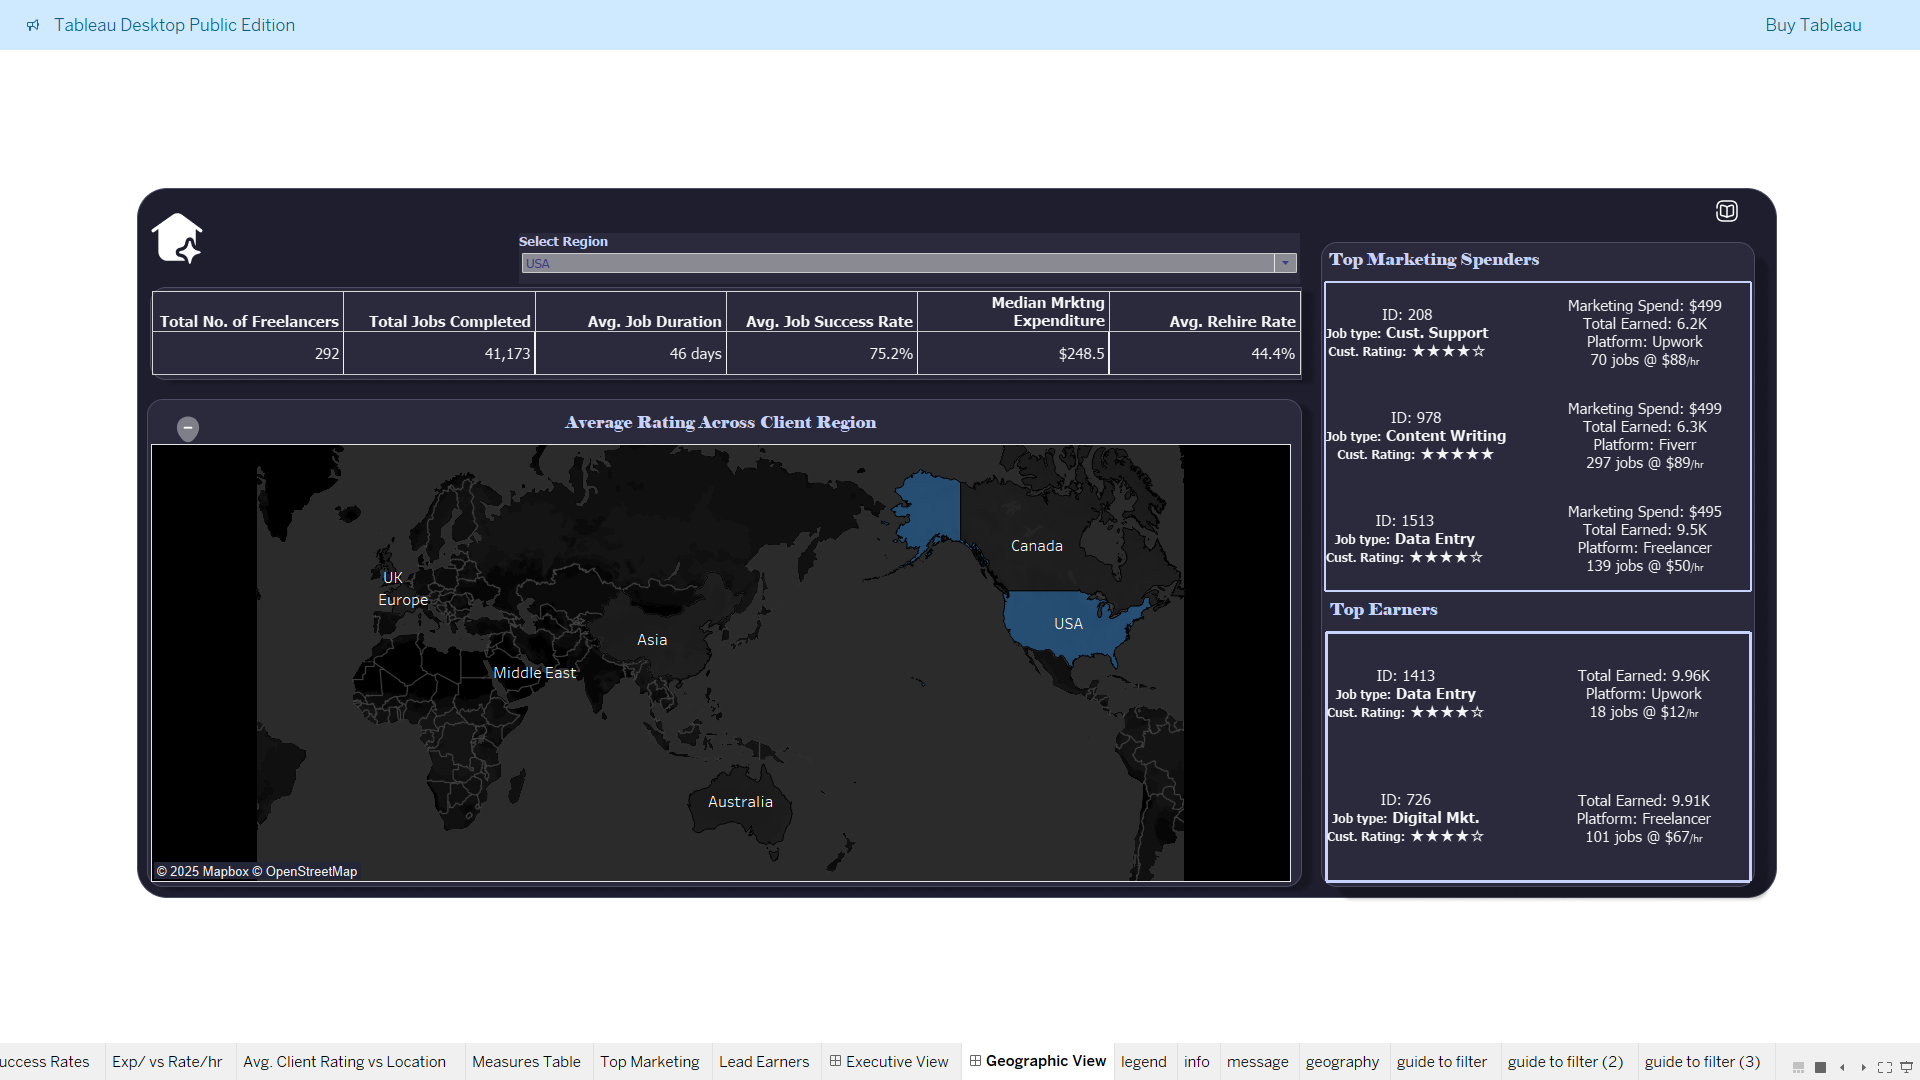 Tableau Desktop Public Edition
Buy Tableau
Select Region
USA
Total No. of Freelancers
Total Jobs Completed
Avg. Job Duration
Avg. Job Success Rate
Median Mrktng
Expenditure
Avg. Rehire Rate
292
41,173
46 days
75.2%
$248.5
44.4%
Average Rating Across Client Region
Canada
UK
Europe
USA
Asia
Middle East
Australia
© 2025 Mapbox © OpenStreetMap
Top Marketing Spenders
ID: 208
Job type: Cust. Support
Cust. Rating: ★★★★☆
Marketing Spend: $499
Total Earned: 6.2K
Platform: Upwork
70 jobs @ $88/hr
ID: 978
Job type: Content Writing
Cust. Rating: ★★★★★
Marketing Spend: $499
Total Earned: 6.3K
Platform: Fiverr
297 jobs @ $89/hr
ID: 1513
Job type: Data Entry
Cust. Rating: ★★★★☆
Marketing Spend: $495
Total Earned: 9.5K
Platform: Freelancer
139 jobs @ $50/hr
Top Earners
ID: 1413
Job type: Data Entry
Cust. Rating: ★★★★☆
Total Earned: 9.96K
Platform: Upwork
18 jobs @ $12/hr
ID: 726
Job type: Digital Mkt.
Cust. Rating: ★★★★☆
Total Earned: 9.91K
Platform: Freelancer
101 jobs @ $67/hr
uccess Rates
Exp/ vs Rate/hr
Avg. Client Rating vs Location
Measures Table
Top Marketing
Lead Earners
Executive View
Geographic View
legend
info
message
geography
guide to filter
guide to filter (2)
guide to filter (3)